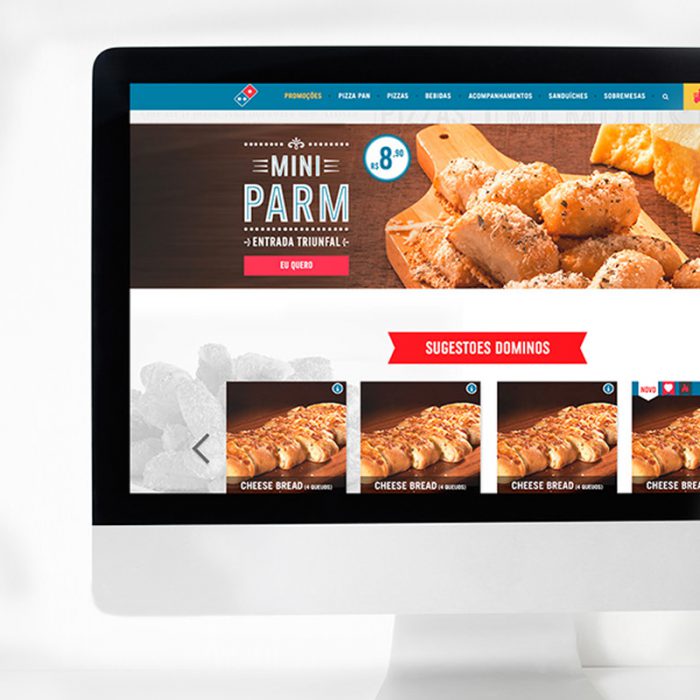 PROMOÇÕES · PIZZA PAN · PIZZAS · BEBIDAS · ACOMPANHAMENTOS · SANDUÍCHES · SOBREMESAS
MINI
PARM
ENTRADA TRIUNFAL
EU QUERO
R$ 8,90
SUGESTOES DOMINOS
NOVO
CHEESE BREAD (4 QUEIJOS)
CHEESE BREAD (4 QUEIJOS)
CHEESE BREAD (4 QUEIJOS)
CHEESE BREA